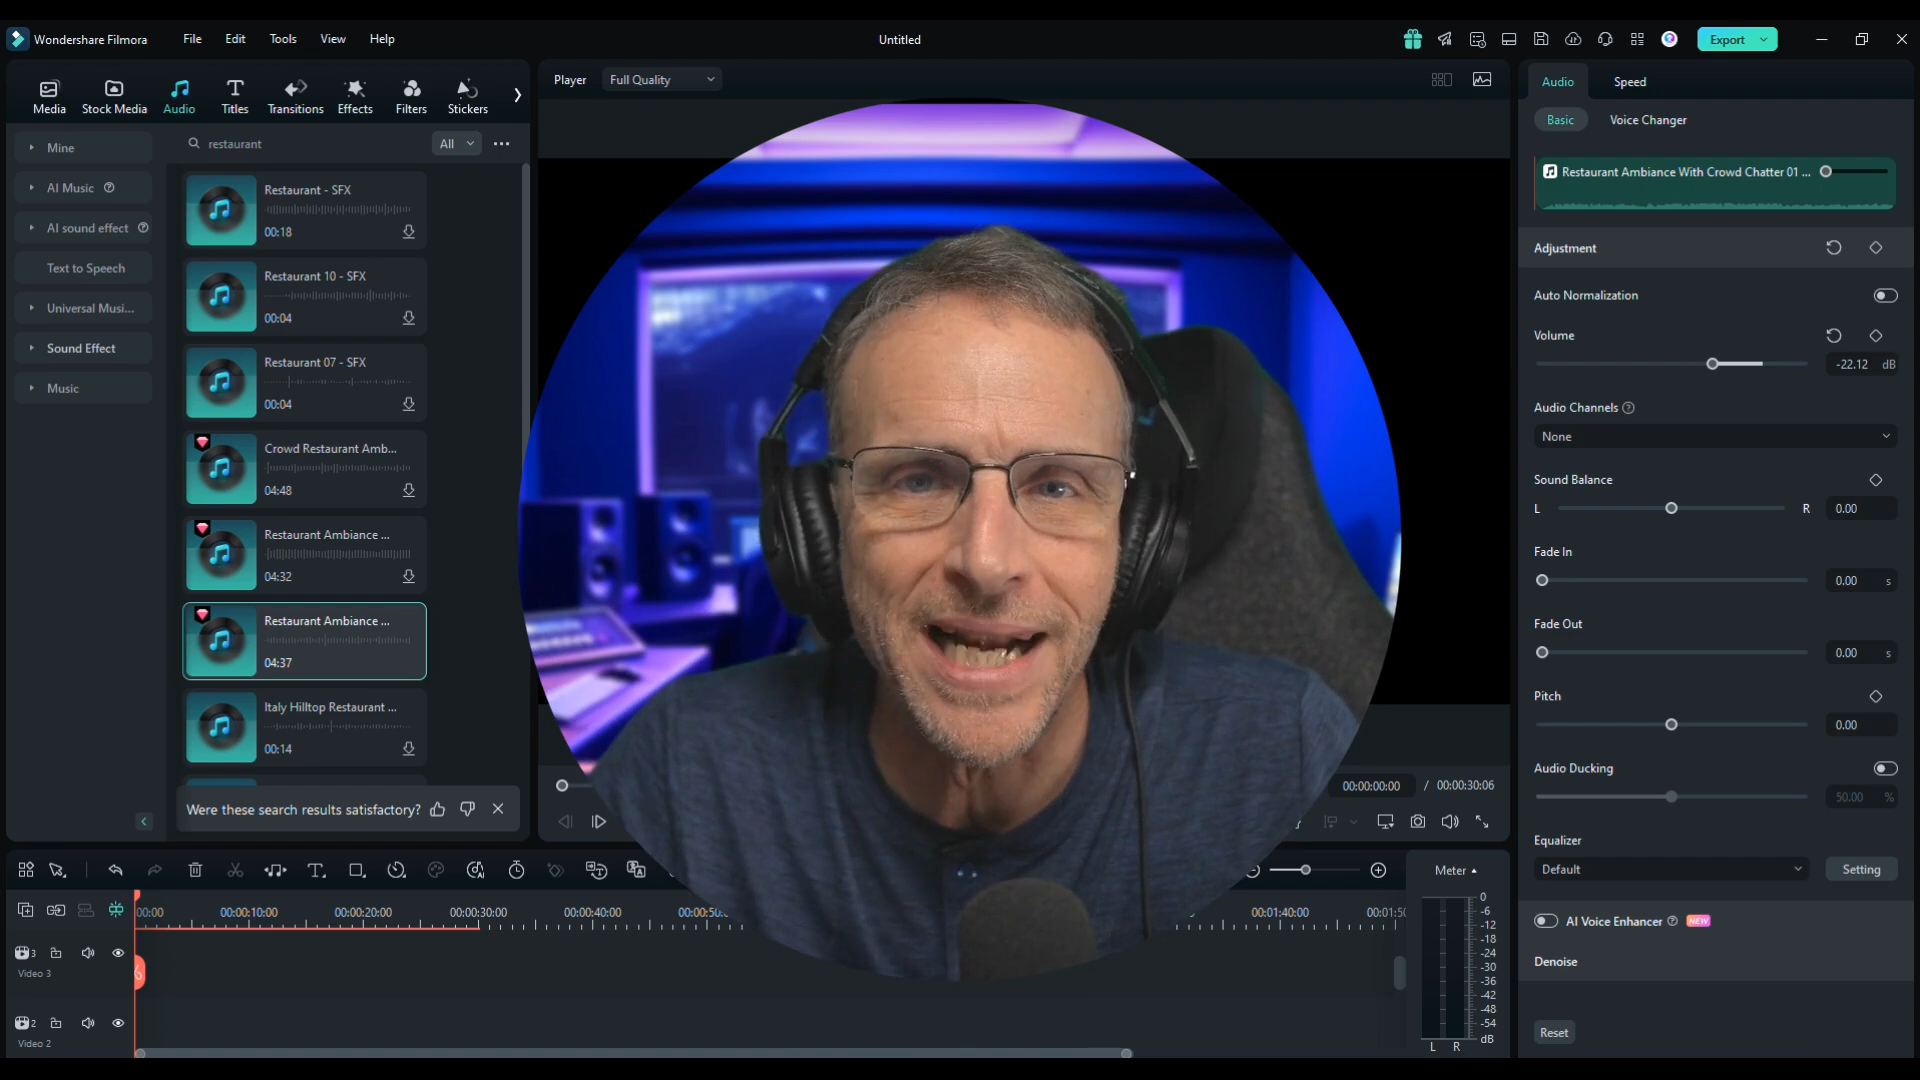 Wondershare Filmora File Edit Tools View Help Untitled Export
Media Stock Media Audio Titles Transitions Effects Filters Stickers
Player Full Quality
Audio Speed
Basic Voice Changer
restaurant All
Mine
AI Music
AI sound effect
Text to Speech
Universal Musi...
Sound Effect
Music
Restaurant - SFX
00:18
Restaurant 10 - SFX
00:04
Restaurant 07 - SFX
00:04
Crowd Restaurant Amb...
04:48
Restaurant Ambiance ...
04:32
Restaurant Ambiance ...
04:37
Italy Hilltop Restaurant ...
00:14
Were these search results satisfactory?
00:00:00:00 / 00:00:30:06
Restaurant Ambiance With Crowd Chatter 01 ...
Adjustment
Auto Normalization
Volume
-22.12 dB
Audio Channels
None
Sound Balance
L R 0.00
Fade In
0.00 s
Fade Out
0.00 s
Pitch
0.00
Audio Ducking
50.00 %
Equalizer
Default Setting
AI Voice Enhancer NEW
Denoise
Reset
Meter
00:00 00:00:10:00 00:00:20:00 00:00:30:00 00:00:40:00 00:00:50: 00:01:40:00 00:01:50
3
Video 3
2
Video 2
0
-6
-12
-18
-24
-30
-36
-42
-48
-54
dB
L R